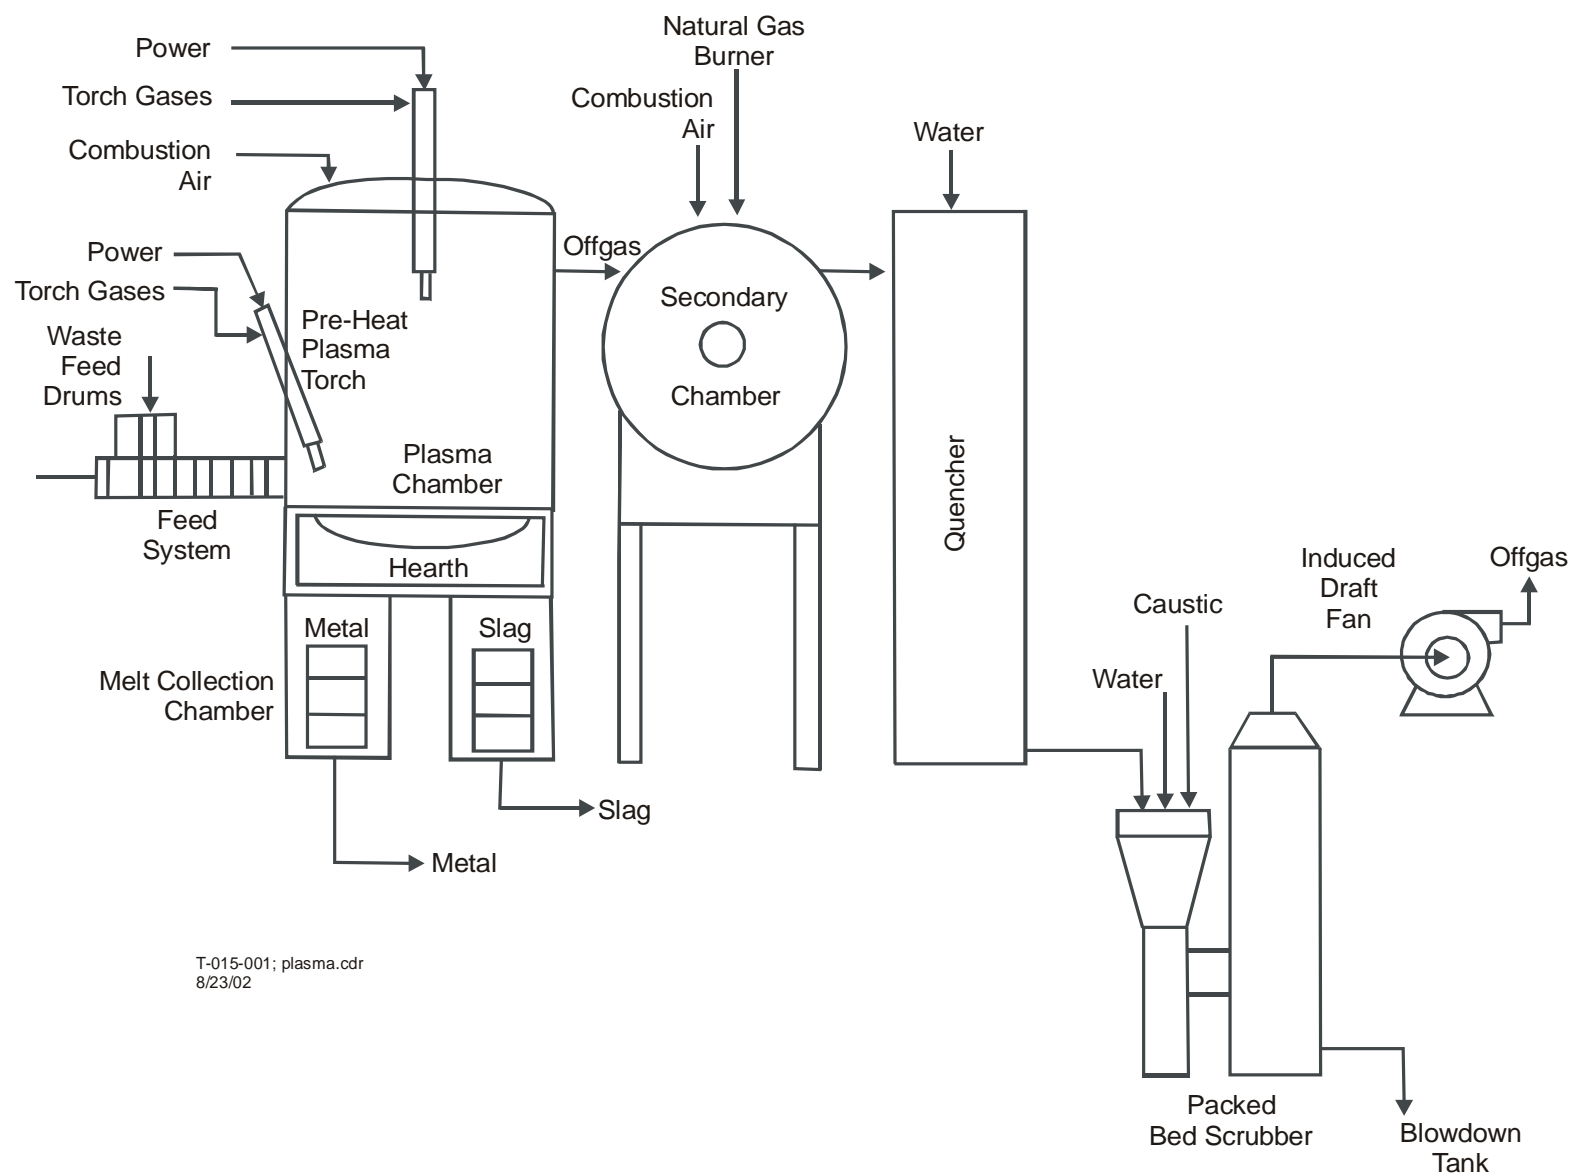 Power
Torch Gases
Combustion
Air
Power
Torch Gases
Waste
Feed
Drums
Feed
System
Pre-Heat
Plasma
Torch
Plasma
Chamber
Hearth
Metal
Slag
Melt Collection
Chamber
Slag
Metal
Offgas
Natural Gas
Burner
Combustion
Air
Secondary
Chamber
Water
Quencher
Caustic
Water
Packed
Bed Scrubber
Induced
Draft
Fan
Offgas
Blowdown
Tank
T-015-001; plasma.cdr
8/23/02